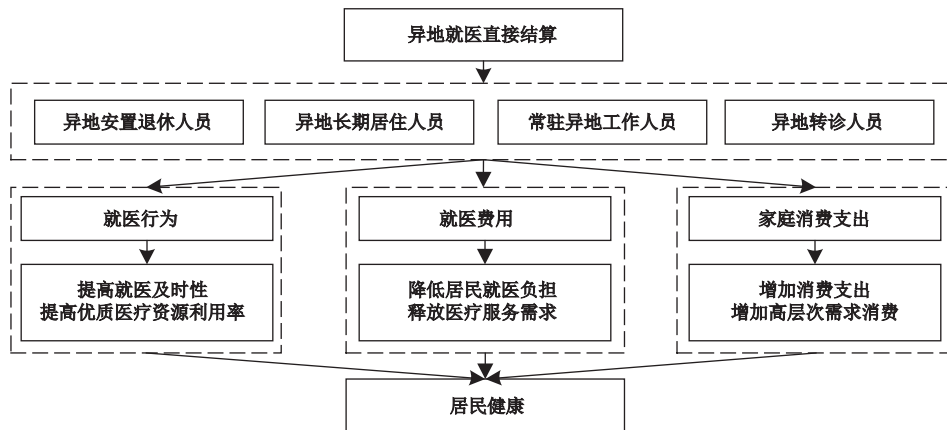 异地就医直接结算
异地安置退休人员
异地长期居住人员
常驻异地工作人员
异地转诊人员
就医行为
就医费用
家庭消费支出
提高就医及时性
提高优质医疗资源利用率
降低居民就医负担
释放医疗服务需求
增加消费支出
增加高层次需求消费
居民健康